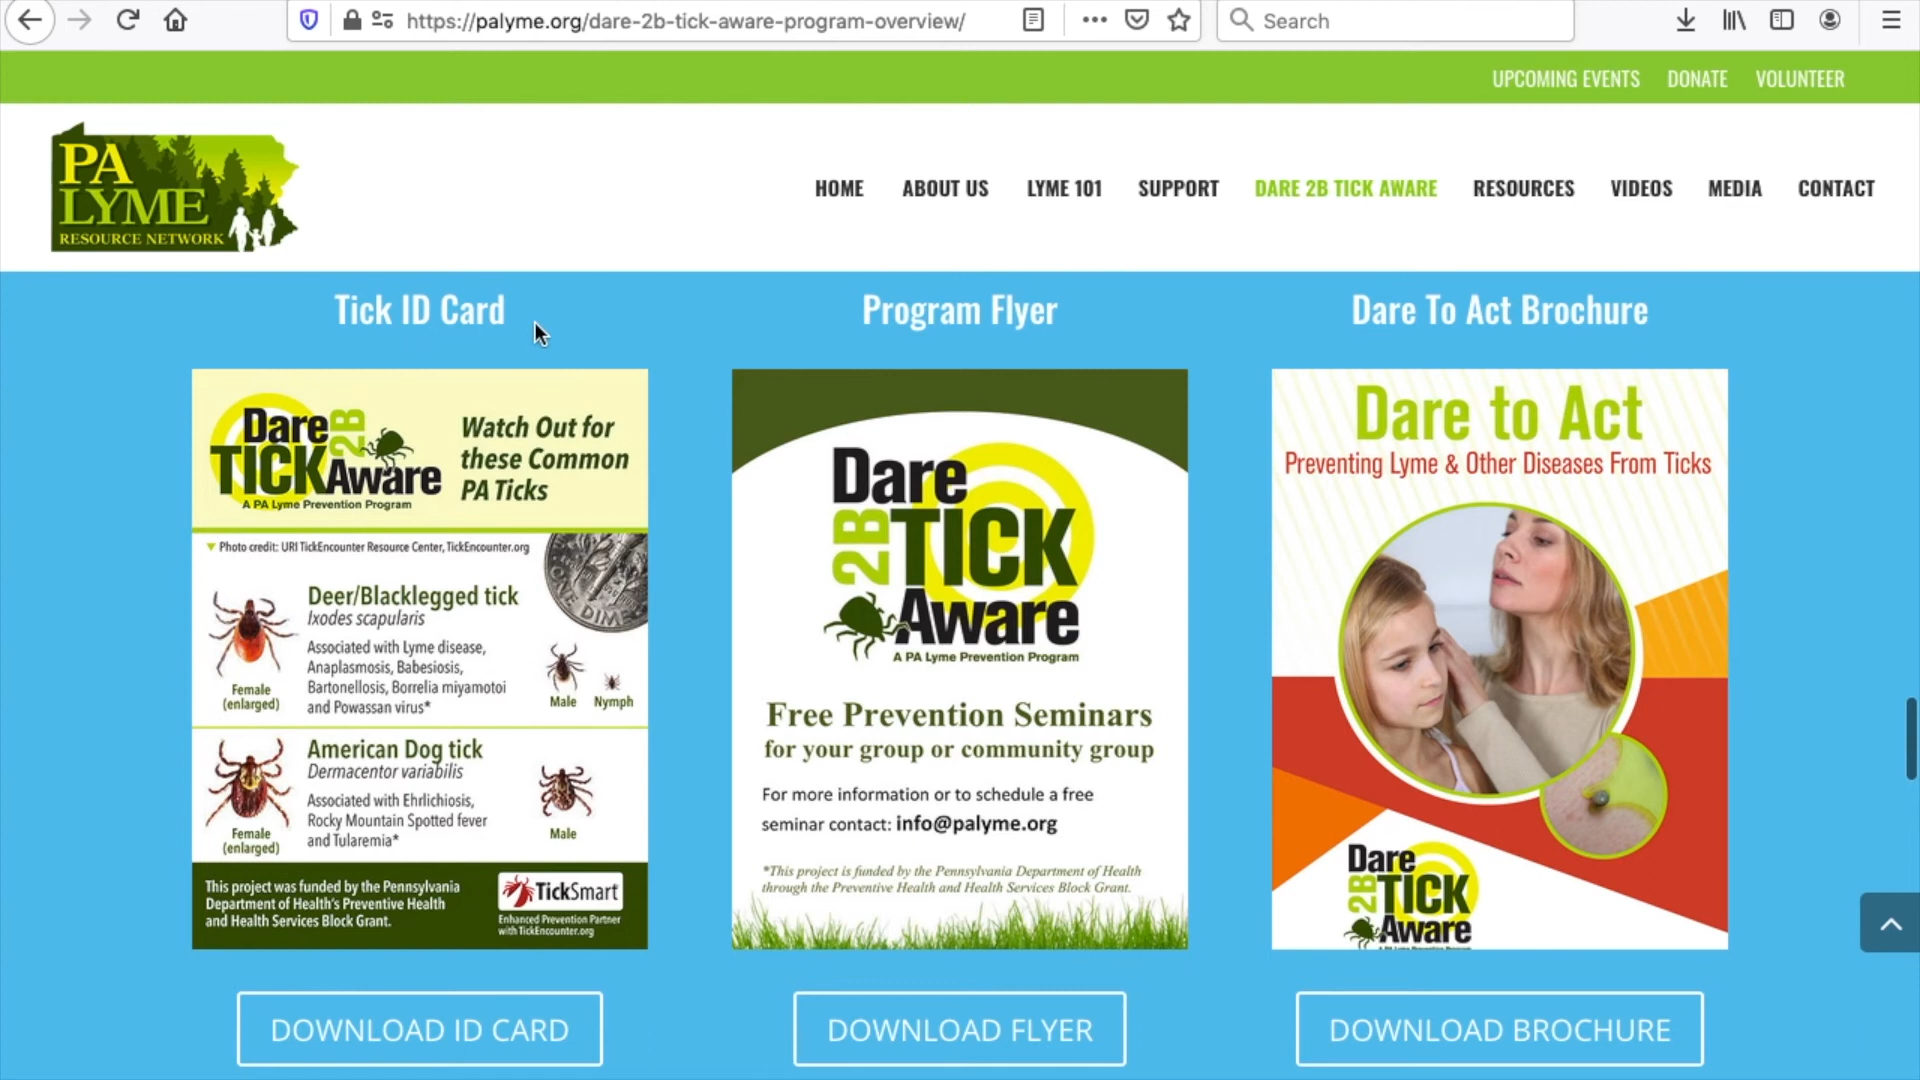 https://palyme.org/dare-2b-tick-aware-program-overview/
Search
UPCOMING EVENTS DONATE VOLUNTEER
PA
LYME
RESOURCE NETWORK
HOME ABOUT US LYME 101 SUPPORT DARE 2B TICK AWARE RESOURCES VIDEOS MEDIA CONTACT
Tick ID Card
Dare
2B
TICK Aware
A PA Lyme Prevention Program
Watch Out for
these Common
PA Ticks
Photo credit: URI TickEncounter Resource Center, TickEncounter.org
ONE DIME
Deer/Blacklegged tick
Ixodes scapularis
Associated with Lyme disease,
Anaplasmosis, Babesiosis,
Bartonellosis, Borrelia miyamotoi
and Powassan virus*
Female
(enlarged)
Male Nymph
American Dog tick
Dermacentor variabilis
Associated with Ehrlichiosis,
Rocky Mountain Spotted fever
and Tularemia*
Female
(enlarged)
Male
This project was funded by the Pennsylvania
Department of Health's Preventive Health
and Health Services Block Grant.
TickSmart
Enhanced Prevention Partner
with TickEncounter.org
DOWNLOAD ID CARD
Program Flyer
Dare
2B
TICK
Aware
A PA Lyme Prevention Program
Free Prevention Seminars
for your group or community group
For more information or to schedule a free
seminar contact: info@palyme.org
*This project is funded by the Pennsylvania Department of Health
through the Preventive Health and Health Services Block Grant.
DOWNLOAD FLYER
Dare To Act Brochure
Dare to Act
Preventing Lyme & Other Diseases From Ticks
Dare
2B
TICK
Aware
DOWNLOAD BROCHURE